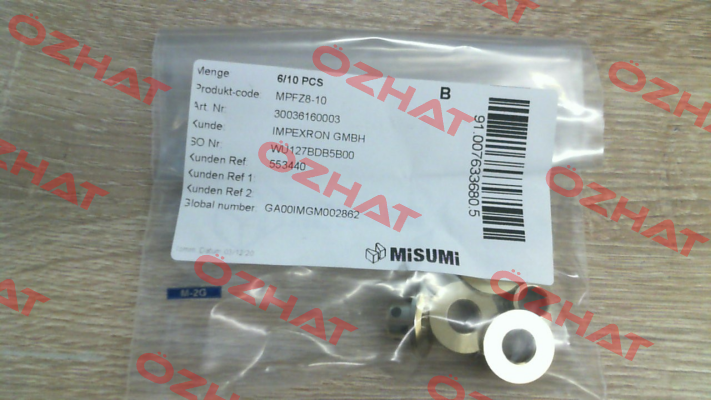 Menge 6/10 PCS
Produkt-code: MPFZ8-10
Art. Nr: 30036160003
Kunde: IMPEXRON GMBH
SO Nr: WU127BDB5B00
Kunden Ref 553440
Kunden Ref 1:
Kunden Ref 2:
Global number: GA00IMGM002862
B
91.007633680.5
MiSUMi
M-2G
ÖZHAT
ÖZHAT
ÖZHAT
ÖZHAT
ÖZHAT
ÖZHAT
ÖZHAT
ÖZHAT
ÖZHAT